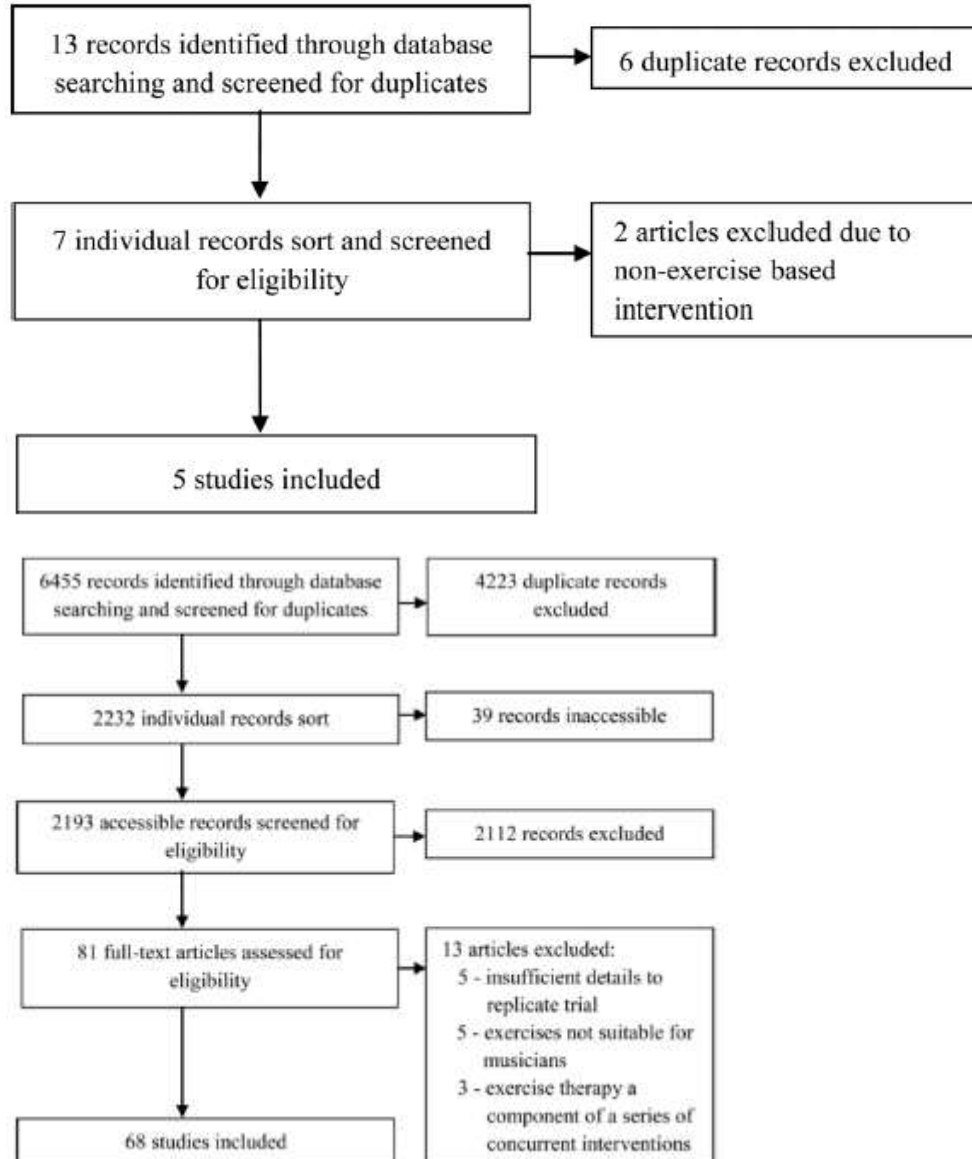 13 records identified through database
searching and screened for duplicates
6 duplicate records excluded
7 individual records sort and screened
for eligibility
2 articles excluded due to
non-exercise based
intervention
5 studies included
6455 records identified through database
searching and screened for duplicates
4223 duplicate records
excluded
2232 individual records sort
39 records inaccessible
2193 accessible records screened for
eligibility
2112 records excluded
81 full-text articles assessed for
eligibility
13 articles excluded:
5 - insufficient details to
replicate trial
5 - exercises not suitable for
musicians
3 - exercise therapy a
component of a series of
concurrent interventions
68 studies included